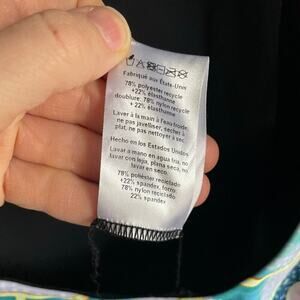 Fabriqué aux États-Unis
78% polyester recyclé
+22% élasthanne
doublure: 78% nylon recyclé
+ 22% élasthanne
Laver à la main à l'eau froide,
ne pas javelliser, sécher à
plat, ne pas nettoyer à sec
Hecho en los Estados Unidos
Lavar a mano en agua fría, no
lavar con lejía, plana seca, no
lavar en seco.
78% poliéster reciclado
+22% spandex, forro:
78% nylon reciclado
22% spandex